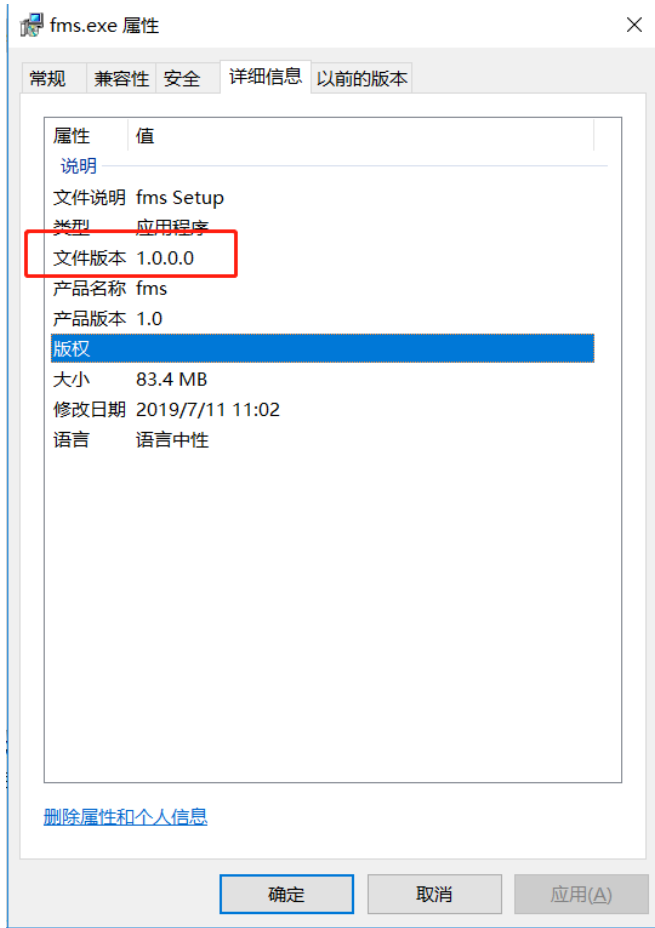 fms.exe 属性
常规 兼容性 安全 详细信息 以前的版本
属性 值
说明
文件说明 fms Setup
类型 应用程序
文件版本 1.0.0.0
产品名称 fms
产品版本 1.0
版权
大小 83.4 MB
修改日期 2019/7/11 11:02
语言 语言中性
删除属性和个人信息
确定 取消 应用(A)